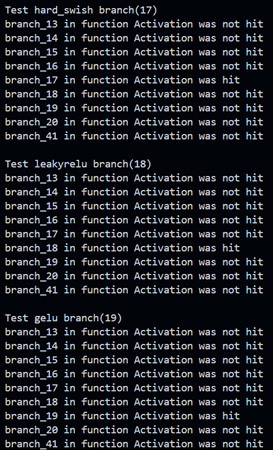 Test hard_swish branch(17)
branch_13 in function Activation was not hit
branch_14 in function Activation was not hit
branch_15 in function Activation was not hit
branch_16 in function Activation was not hit
branch_17 in function Activation was hit
branch_18 in function Activation was not hit
branch_19 in function Activation was not hit
branch_20 in function Activation was not hit
branch_41 in function Activation was not hit
Test leakyrelu branch(18)
branch_13 in function Activation was not hit
branch_14 in function Activation was not hit
branch_15 in function Activation was not hit
branch_16 in function Activation was not hit
branch_17 in function Activation was not hit
branch_18 in function Activation was hit
branch_19 in function Activation was not hit
branch_20 in function Activation was not hit
branch_41 in function Activation was not hit
Test gelu branch(19)
branch_13 in function Activation was not hit
branch_14 in function Activation was not hit
branch_15 in function Activation was not hit
branch_16 in function Activation was not hit
branch_17 in function Activation was not hit
branch_18 in function Activation was not hit
branch_19 in function Activation was hit
branch_20 in function Activation was not hit
branch_41 in function Activation was not hit